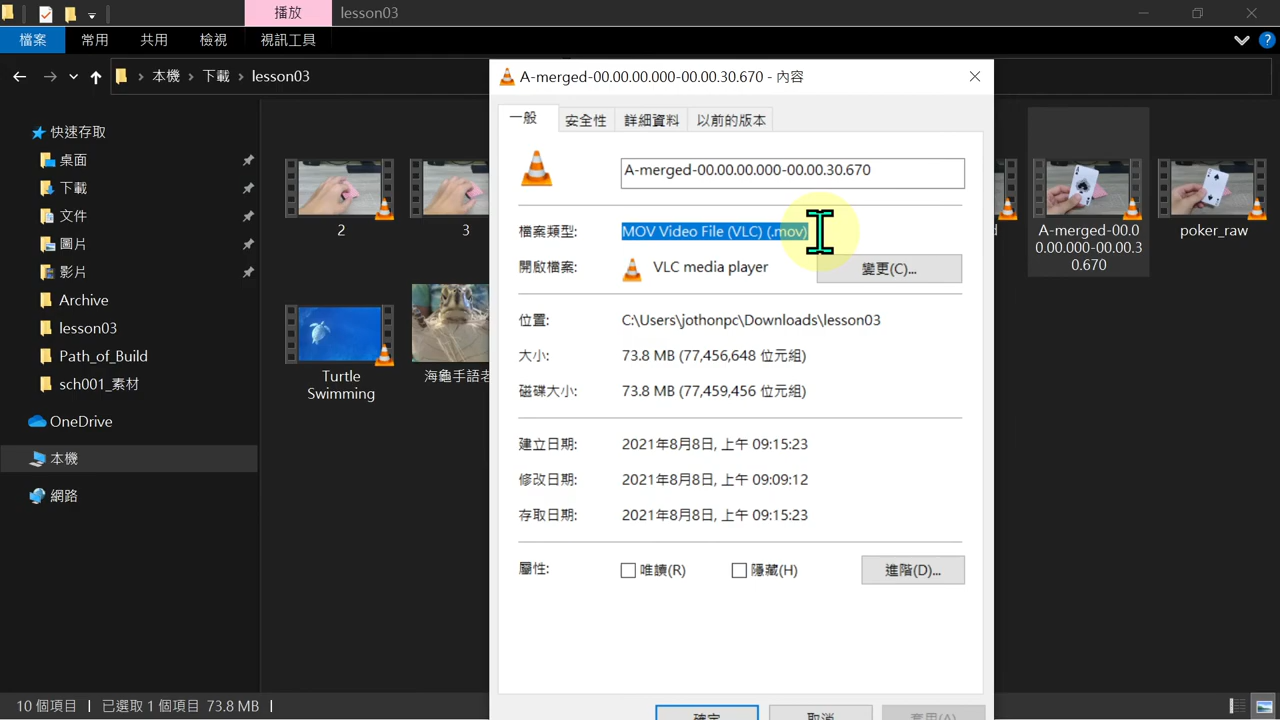 播放
lesson03
檔案
常用
共用
檢視
視訊工具
本機
下載
lesson03
快速存取
桌面
下載
文件
圖片
影片
Archive
lesson03
Path_of_Build
sch001_素材
OneDrive
本機
網路
2
3
Turtle
Swimming
海龜手語老
A-merged-00.0
0.00.000-00.00.3
0.670
poker_raw
A-merged-00.00.00.000-00.00.30.670 - 內容
一般
安全性
詳細資料
以前的版本
A-merged-00.00.00.000-00.00.30.670
檔案類型:
MOV Video File (VLC) (.mov)
開啟檔案:
VLC media player
變更(C)...
位置:
C:\Users\jothonpc\Downloads\lesson03
大小:
73.8 MB (77,456,648 位元組)
磁碟大小:
73.8 MB (77,459,456 位元組)
建立日期:
2021年8月8日, 上午 09:15:23
修改日期:
2021年8月8日, 上午 09:09:12
存取日期:
2021年8月8日, 上午 09:15:23
屬性:
唯讀(R)
隱藏(H)
進階(D)...
確定
取消
套用(A)
10 個項目
已選取 1 個項目 73.8 MB